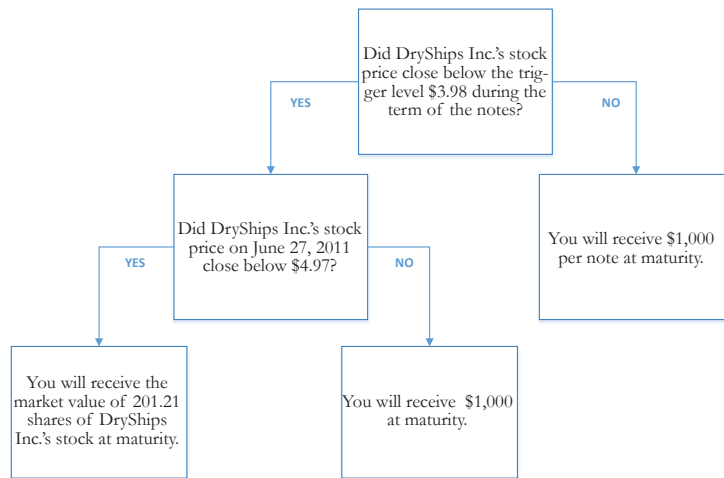 Did DryShips Inc.'s stock
price close below the trig-
ger level $3.98 during the
term of the notes?
YES
NO
Did DryShips Inc.'s stock
price on June 27, 2011
close below $4.97?
You will receive $1,000
per note at maturity.
YES
NO
You will receive the
market value of 201.21
shares of DryShips
Inc.'s stock at maturity.
You will receive $1,000
at maturity.